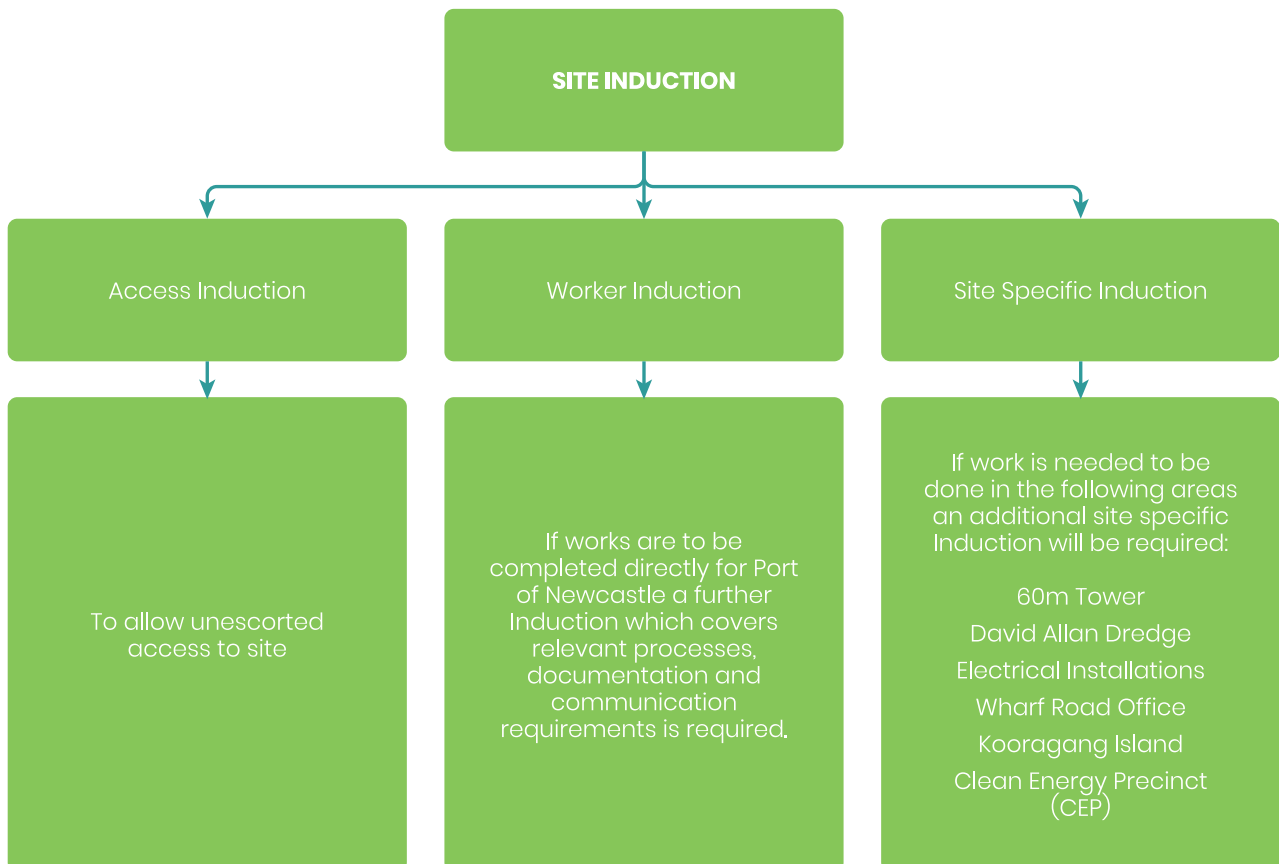 SITE INDUCTION
Access Induction
Worker Induction
Site Specific Induction
To allow unescorted
access to site
If works are to be
completed directly for Port
of Newcastle a further
Induction which covers
relevant processes,
documentation and
communication
requirements is required.
If work is needed to be
done in the following areas
an additional site specific
Induction will be required:
60m Tower
David Allan Dredge
Electrical Installations
Wharf Road Office
Kooragang Island
Clean Energy Precinct
(CEP)